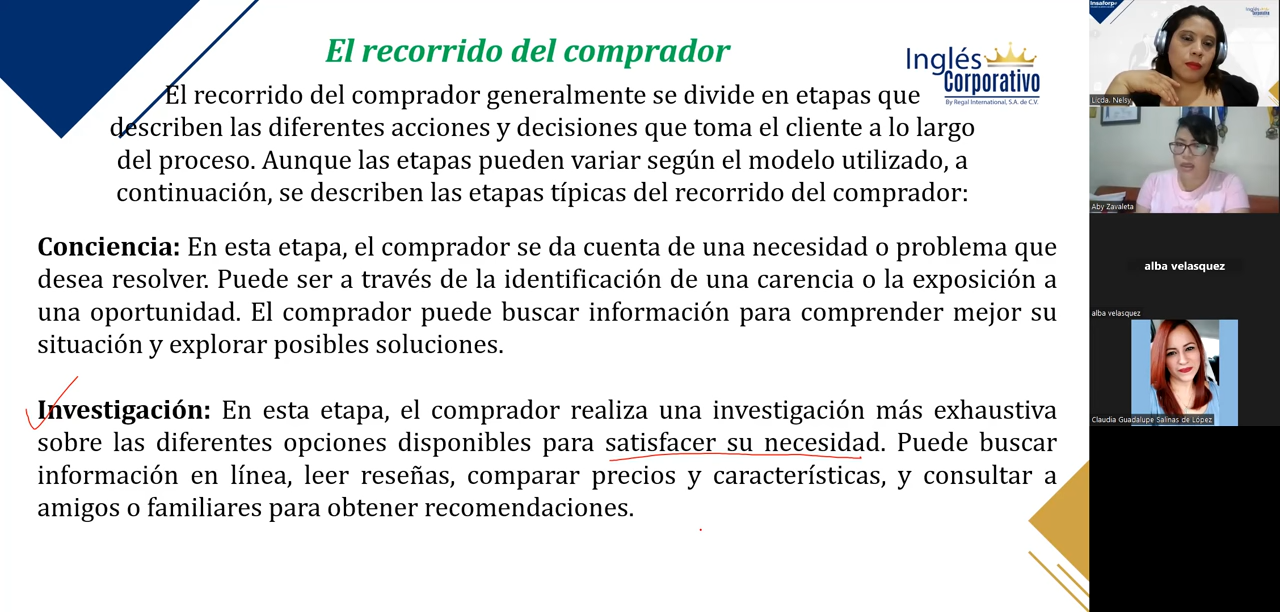 El recorrido del comprador
Inglés
Corporativo
By Regal International, S.A. de C.V.
El recorrido del comprador generalmente se divide en etapas que
describen las diferentes acciones y decisiones que toma el cliente a lo largo
del proceso. Aunque las etapas pueden variar según el modelo utilizado, a
continuación, se describen las etapas típicas del recorrido del comprador:
Conciencia: En esta etapa, el comprador se da cuenta de una necesidad o problema que
desea resolver. Puede ser a través de la identificación de una carencia o la exposición a
una oportunidad. El comprador puede buscar información para comprender mejor su
situación y explorar posibles soluciones.
Investigación: En esta etapa, el comprador realiza una investigación más exhaustiva
sobre las diferentes opciones disponibles para satisfacer su necesidad. Puede buscar
información en línea, leer reseñas, comparar precios y características, y consultar a
amigos o familiares para obtener recomendaciones.
Insaforp
Licda. Nelsy
Aby Zavaleta
alba velasquez
alba velasquez
Claudia Guadalupe Salinas de López